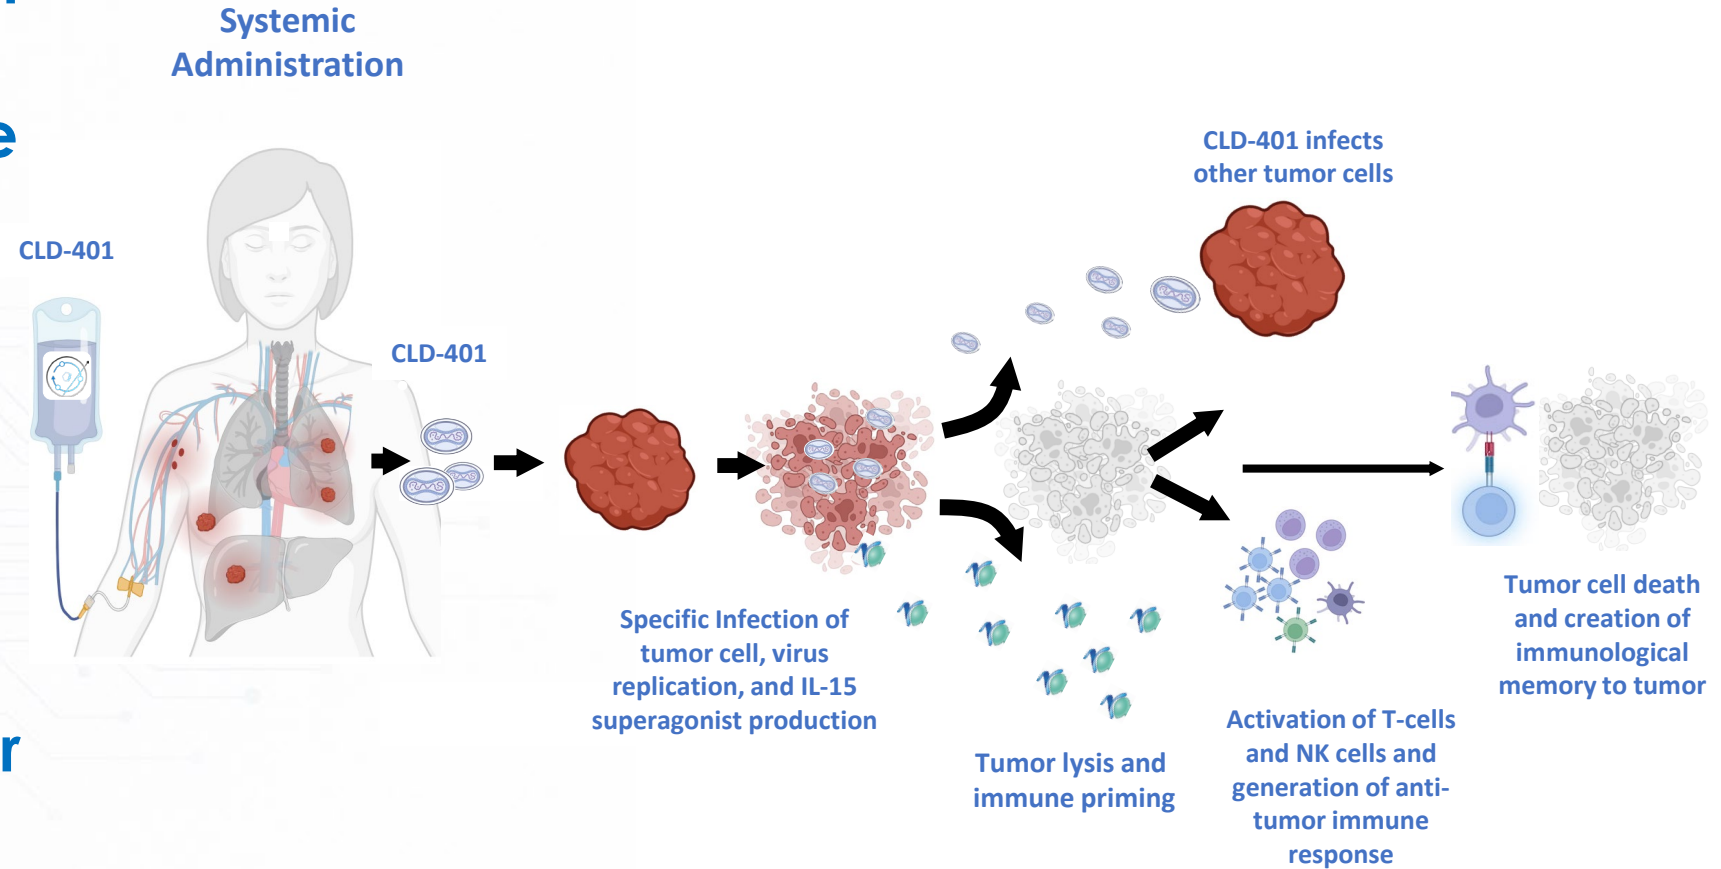 Systemic
Administration
e
CLD-401
CLD-401
CLD-401 infects
other tumor cells
Specific Infection of
tumor cell, virus
replication, and IL-15
superagonist production
r
Tumor lysis and
immune priming
Activation of T-cells
and NK cells and
generation of anti-
tumor immune
response
Tumor cell death
and creation of
immunological
memory to tumor